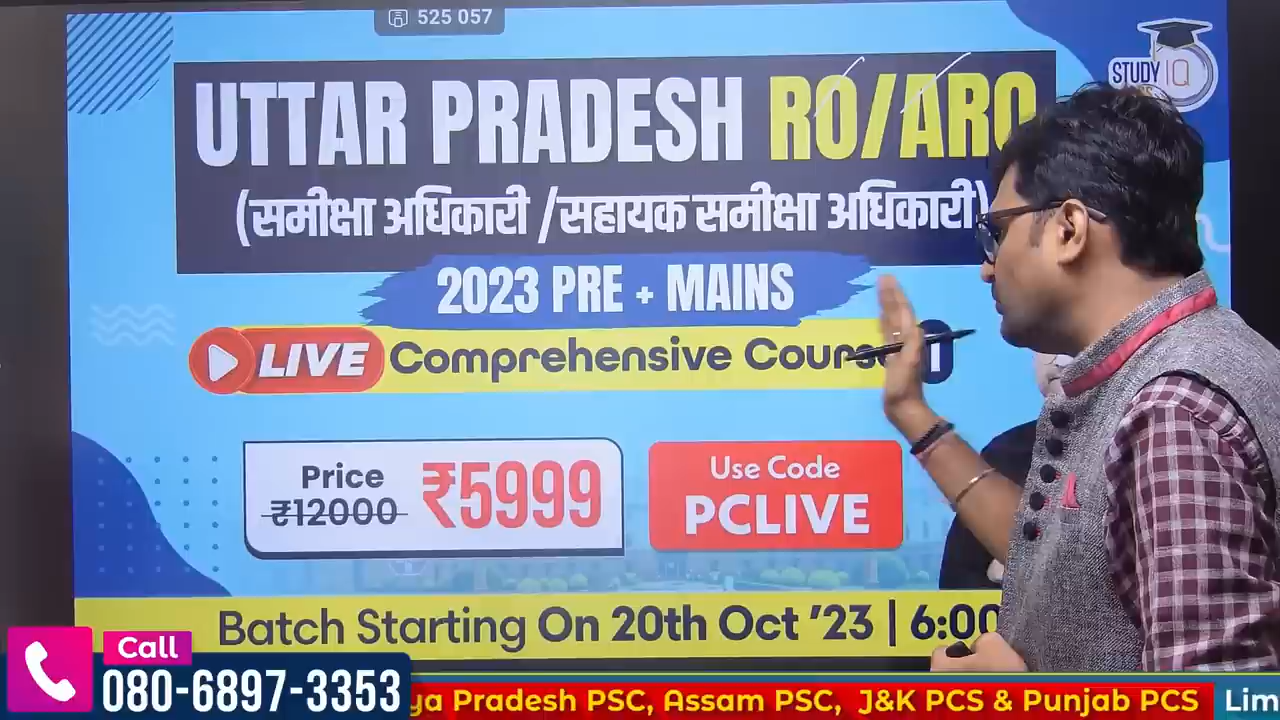 525 057
STUDY IQ
UTTAR PRADESH RO/ARO
(समीक्षा अधिकारी /सहायक समीक्षा अधिकारी)
2023 PRE + MAINS
LIVE Comprehensive Course
Price
₹12000 ₹5999
Use Code
PCLIVE
Batch Starting On 20th Oct '23 | 6:00
Call
080-6897-3353
ya Pradesh PSC, Assam PSC, J&K PCS & Punjab PCS
Lim